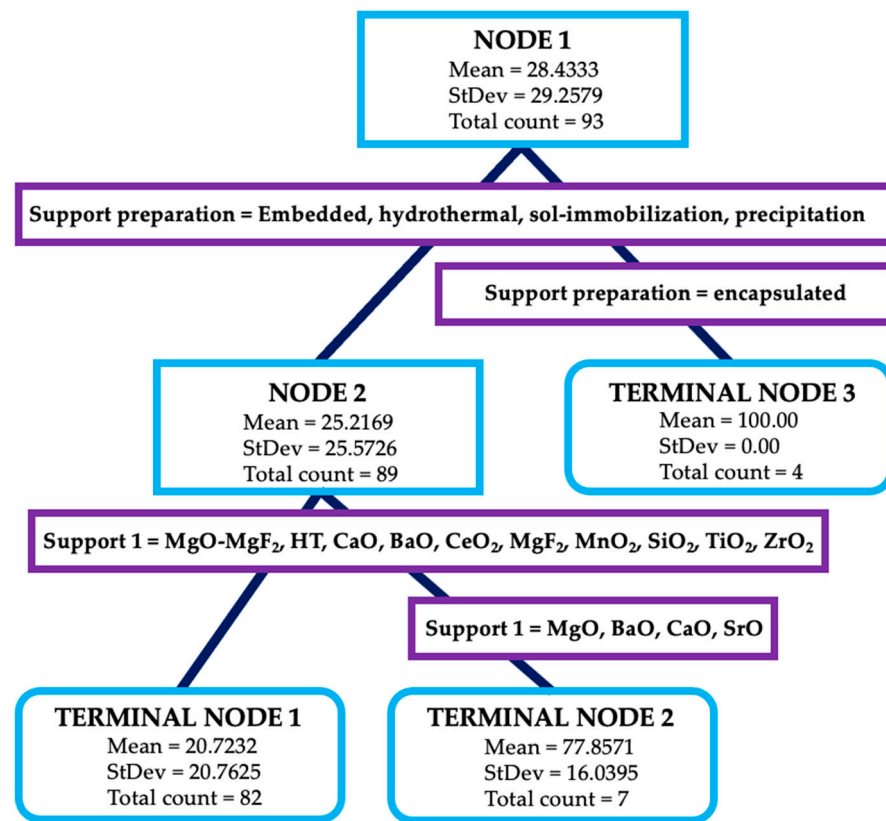 NODE 1
Mean = 28.4333
StDev = 29.2579
Total count = 93
Support preparation = Embedded, hydrothermal, sol-immobilization, precipitation
Support preparation = encapsulated
NODE 2
Mean = 25.2169
StDev = 25.5726
Total count = 89
TERMINAL NODE 3
Mean = 100.00
StDev = 0.00
Total count = 4
Support 1 = MgO-MgF₂, HT, CaO, BaO, CeO₂, MgF₂, MnO₂, SiO₂, TiO₂, ZrO₂
Support 1 = MgO, BaO, CaO, SrO
TERMINAL NODE 1
Mean = 20.7232
StDev = 20.7625
Total count = 82
TERMINAL NODE 2
Mean = 77.8571
StDev = 16.0395
Total count = 7